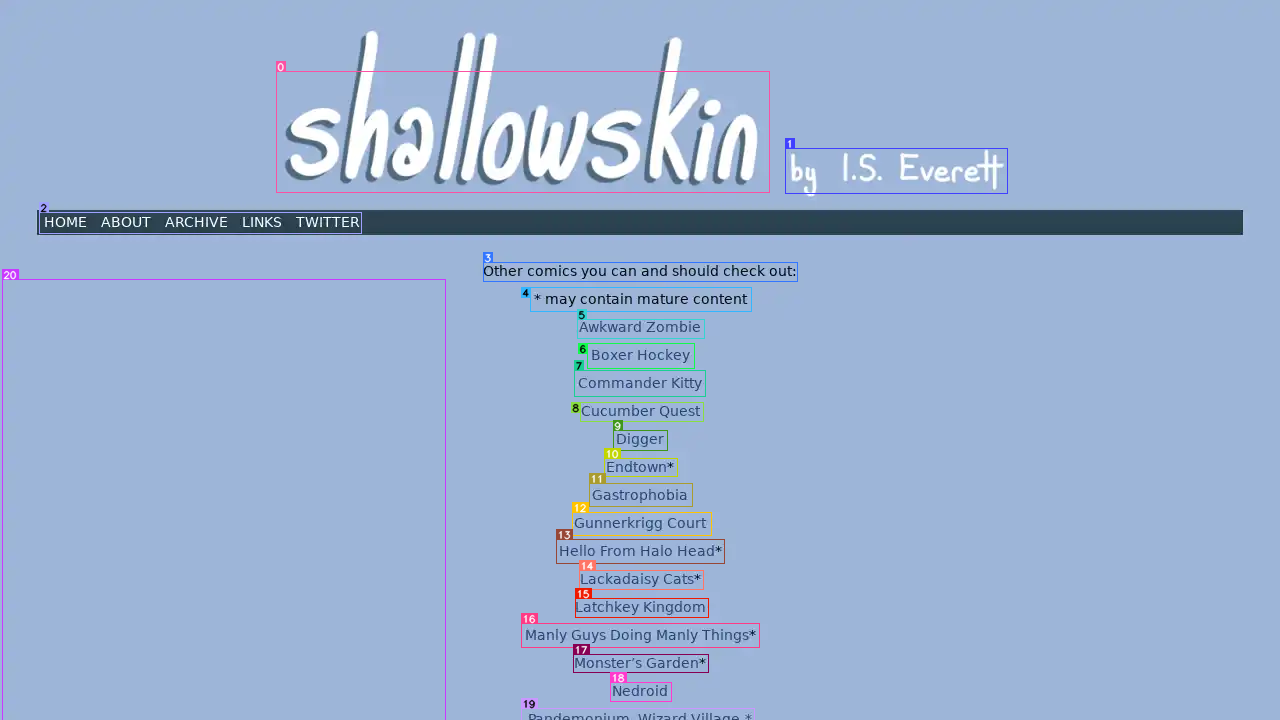 shallowskin
by I.S. Everett
HOME ABOUT ARCHIVE LINKS TWITTER
Other comics you can and should check out:
* may contain mature content
Awkward Zombie
Boxer Hockey
Commander Kitty
Cucumber Quest
Digger
Endtown*
Gastrophobia
Gunnerkrigg Court
Hello From Halo Head*
Lackadaisy Cats*
Latchkey Kingdom
Manly Guys Doing Manly Things*
Monster’s Garden*
Nedroid
Pandemonium, Wizard Village *
0
1
2
3
4
5
6
7
8
9
10
11
12
13
14
15
16
17
18
19
20